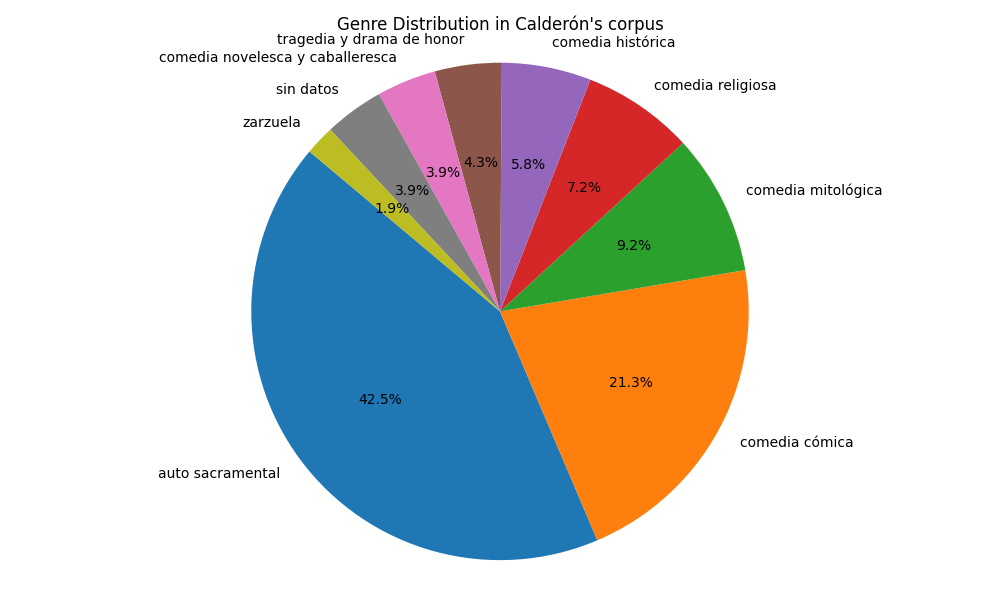 Genre Distribution in Calderón's corpus
tragedia y drama de honor
comedia histórica
comedia novelesca y caballeresca
comedia religiosa
sin datos
zarzuela
4.3%
5.8%
3.9%
7.2%
3.9%
comedia mitológica
1.9%
9.2%
21.3%
42.5%
comedia cómica
auto sacramental